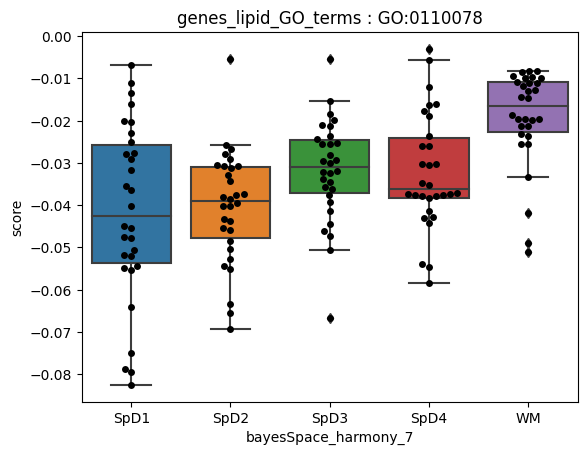 genes_lipid_GO_terms : GO:0110078
0.00
−0.01
−0.02
−0.03
−0.04
−0.05
−0.06
−0.07
−0.08
score
SpD1 SpD2 SpD3 SpD4 WM
bayesSpace_harmony_7